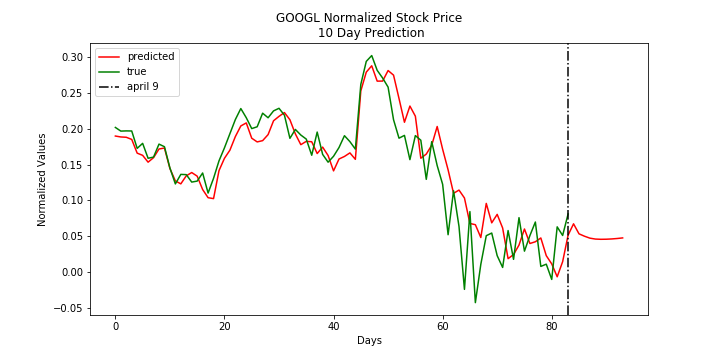 GOOGL Normalized Stock Price
10 Day Prediction
predicted
true
april 9
Normalized Values
0.30
0.25
0.20
0.15
0.10
0.05
0.00
−0.05
0
20
40
60
80
Days